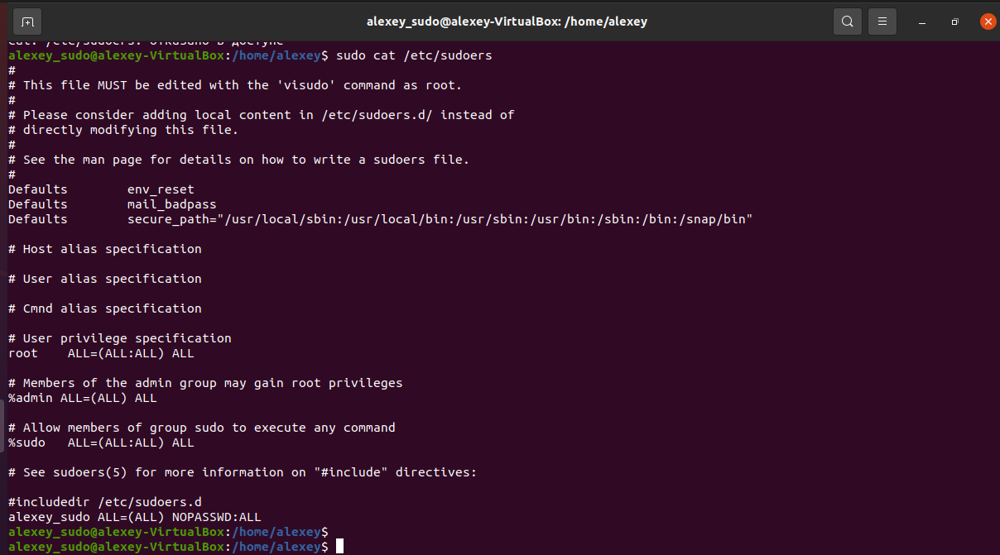 alexey_sudo@alexey-VirtualBox: /home/alexey
cat: /etc/sudoers: Отказано в доступе
alexey_sudo@alexey-VirtualBox:/home/alexey$ sudo cat /etc/sudoers
#
# This file MUST be edited with the 'visudo' command as root.
#
# Please consider adding local content in /etc/sudoers.d/ instead of
# directly modifying this file.
#
# See the man page for details on how to write a sudoers file.
#
Defaults        env_reset
Defaults        mail_badpass
Defaults        secure_path="/usr/local/sbin:/usr/local/bin:/usr/sbin:/usr/bin:/sbin:/bin:/snap/bin"
# Host alias specification
# User alias specification
# Cmnd alias specification
# User privilege specification
root    ALL=(ALL:ALL) ALL
# Members of the admin group may gain root privileges
%admin ALL=(ALL) ALL
# Allow members of group sudo to execute any command
%sudo   ALL=(ALL:ALL) ALL
# See sudoers(5) for more information on "#include" directives:
#includedir /etc/sudoers.d
alexey_sudo ALL=(ALL) NOPASSWD:ALL
alexey_sudo@alexey-VirtualBox:/home/alexey$
alexey_sudo@alexey-VirtualBox:/home/alexey$